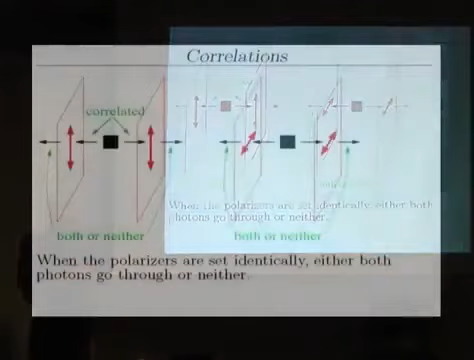 Correlations
correlated
both or neither
both or neither
When the polarizers are set identically, either both
photons go through or neither.
When the polarizers are set identically, either both
photons go through or neither.